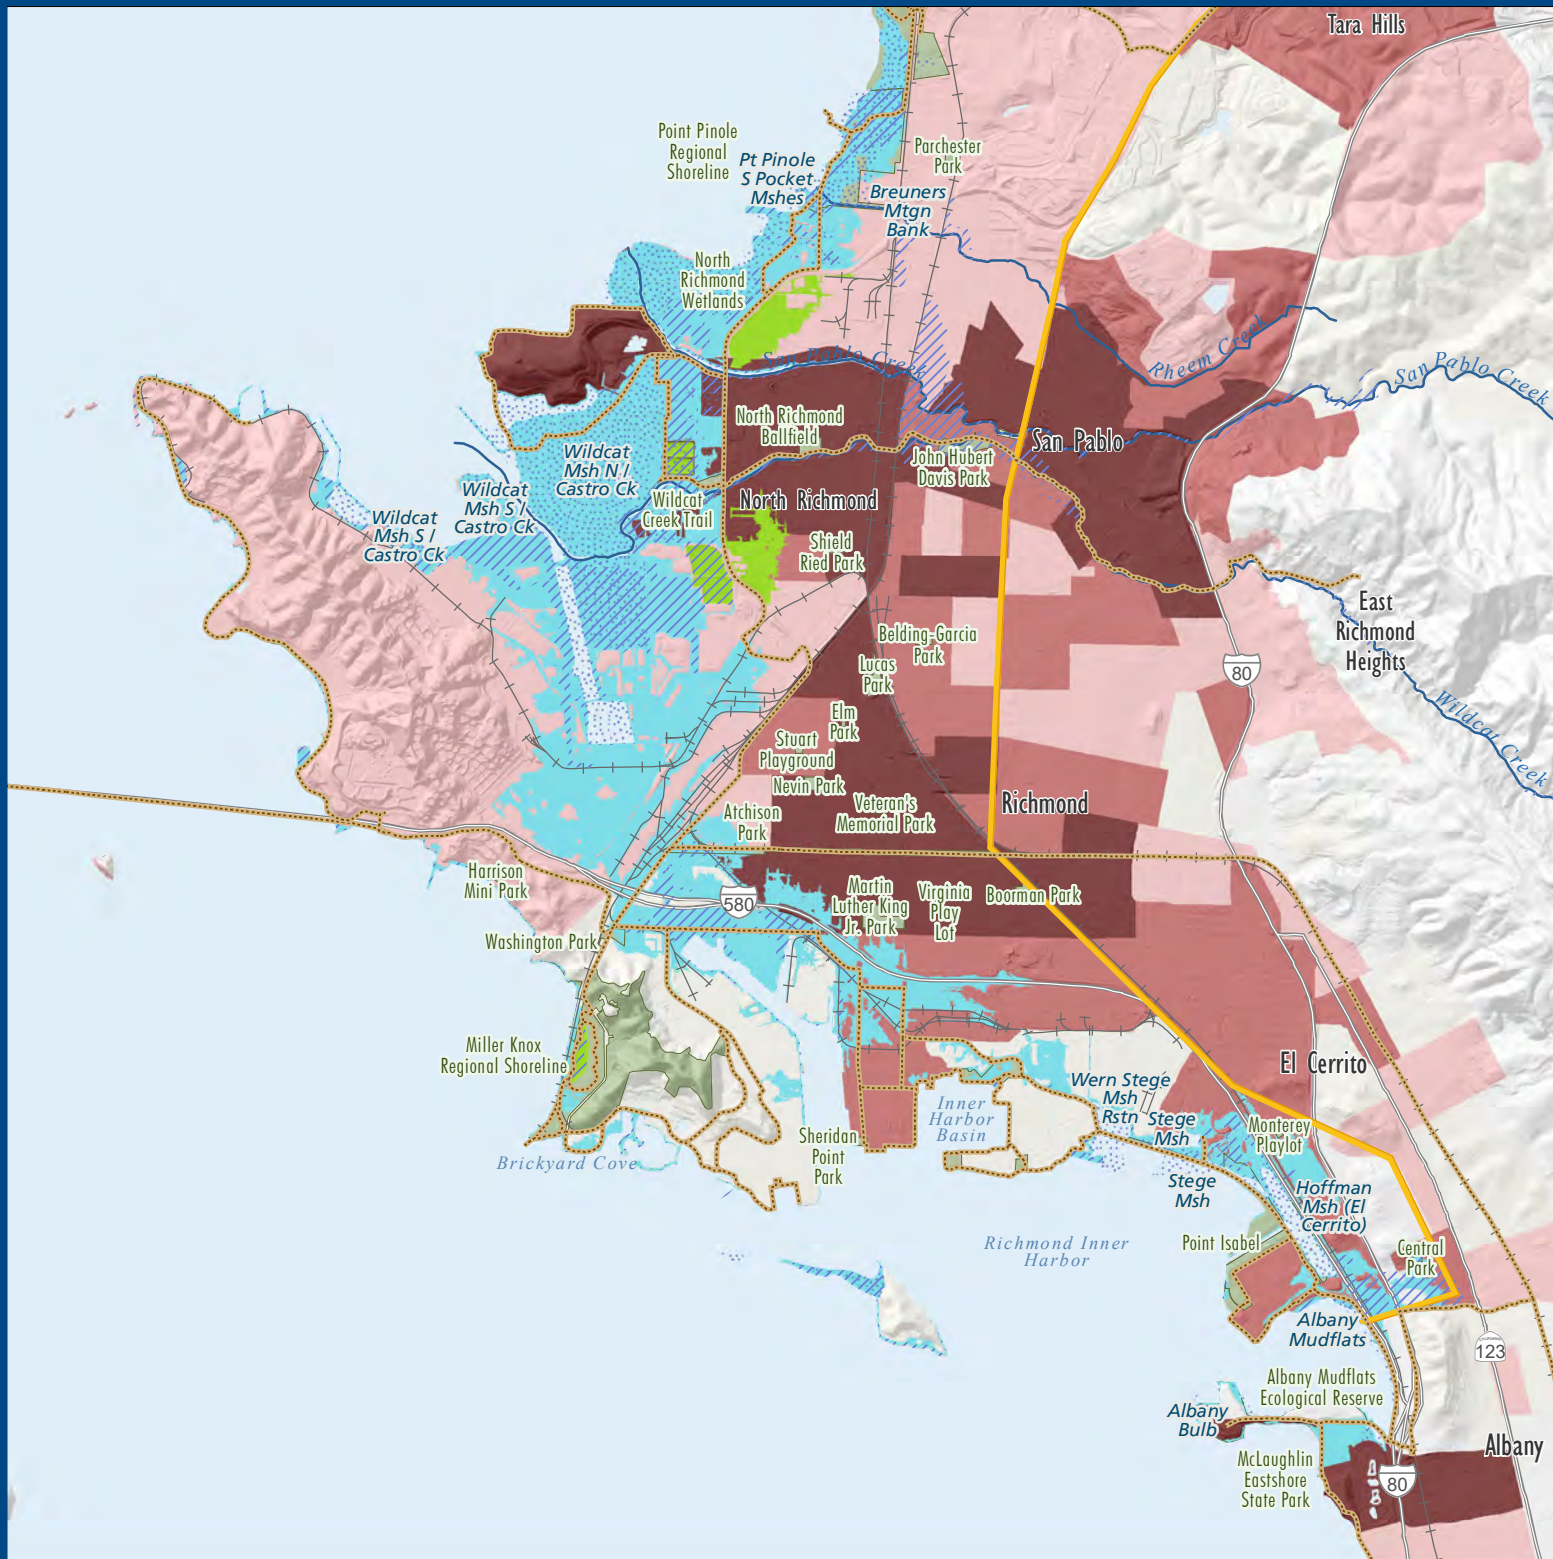 Tara Hills
Point Pinole
Regional
Shoreline
Pt Pinole
S Pocket
Mshes
Parchester
Park
Breuners
Mtgn
Bank
North
Richmond
Wetlands
San Pablo Creek
Rheem Creek
San Pablo Creek
North Richmond
Ballfield
San Pablo
John Hubert
Davis Park
Wildcat
Msh N /
Castro Ck
Wildcat
Msh S /
Castro Ck
Wildcat
Msh S /
Castro Ck
Wildcat
Creek Trail
North Richmond
Shield
Ried Park
East
Richmond
Heights
Belding-Garcia
Park
Lucas
Park
80
Wildcat Creek
Elm
Park
Stuart
Playground
Nevin Park
Atchison
Park
Veteran's
Memorial Park
Richmond
Harrison
Mini Park
580
Martin
Luther King
Jr. Park
Virginia
Play
Lot
Boorman Park
Washington Park
Miller Knox
Regional Shoreline
El Cerrito
Wern Stege
Msh
Rstn
Stege
Msh
Inner
Harbor
Basin
Monterey
Playlot
Sheridan
Point
Park
Brickyard Cove
Stege
Msh
Hoffman
Msh (El
Cerrito)
Richmond Inner
Harbor
Point Isabel
Central
Park
Albany
Mudflats
CALIFORNIA
123
Albany Mudflats
Ecological Reserve
Albany
Bulb
McLaughlin
Eastshore
State Park
80
Albany